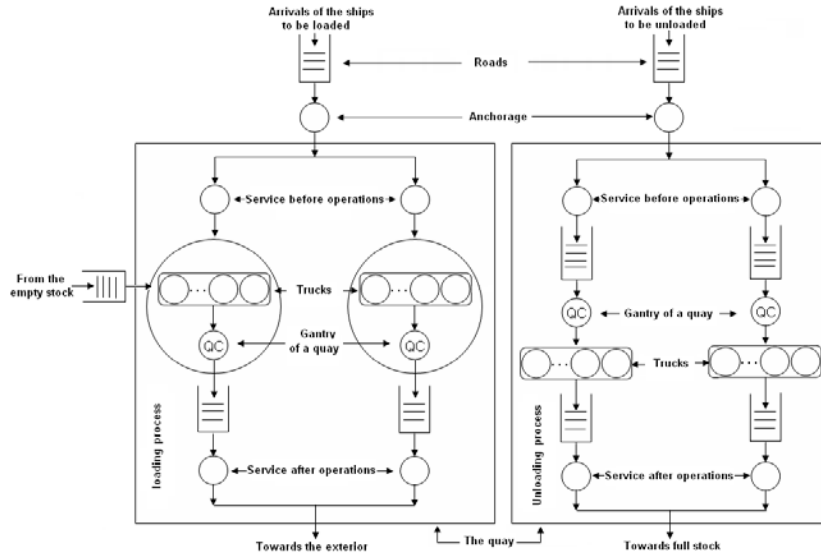 Arrivals of the ships
to be loaded
Arrivals of the ships
to be unloaded
Roads
Anchorage
Service before operations
Service before operations
From the
empty stock
Trucks
Gantry
of a quay
QC
QC
QC
Gantry of a quay
QC
Trucks
loading process
Unloading process
Service after operations
Service after operations
Towards the exterior
The quay
Towards full stock